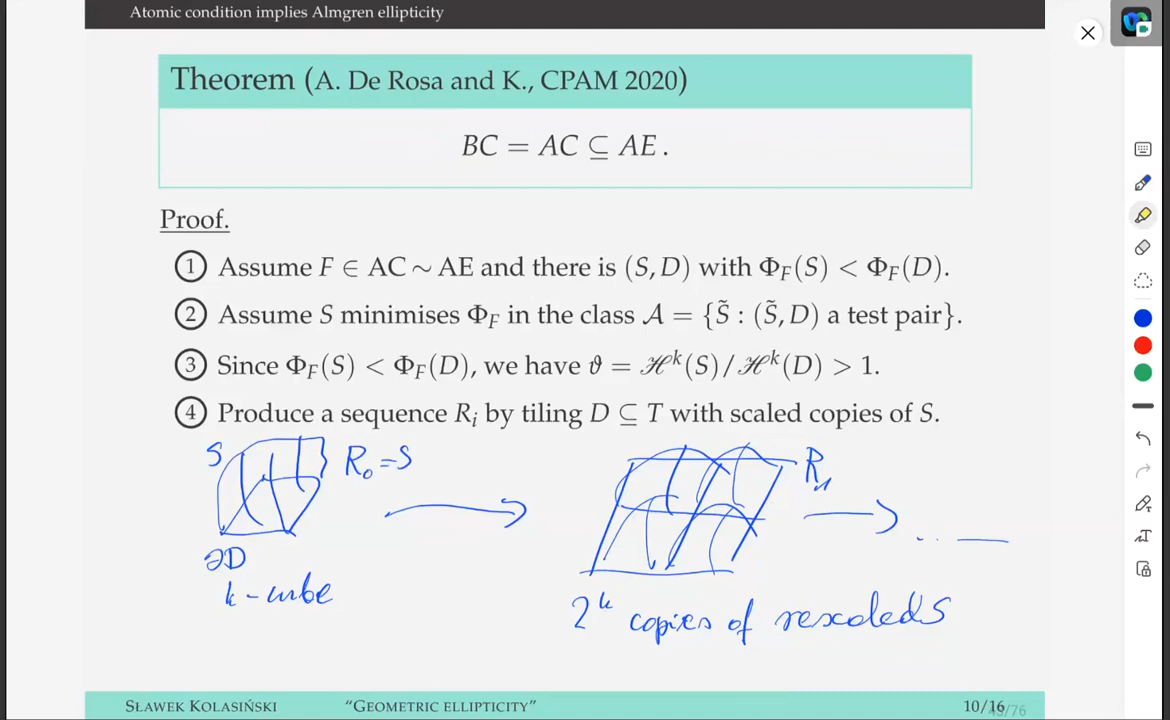 Atomic condition implies Almgren ellipticity
Theorem (A. De Rosa and K., CPAM 2020)
BC = AC ⊆ AE .
Proof.
① Assume F ∈ AC ∼ AE and there is (S, D) with Φ_F(S) < Φ_F(D).
② Assume S minimises Φ_F in the class 𝒜 = {S̃ : (S̃, D) a test pair}.
③ Since Φ_F(S) < Φ_F(D), we have ϑ = ℋ^k(S)/ℋ^k(D) > 1.
④ Produce a sequence R_i by tiling D ⊆ T with scaled copies of S.
S R_0 = S R_1
∂D
k - cube
2^k copies of rescaled S
SŁAWEK KOLASIŃSKI "GEOMETRIC ELLIPTICITY" 10/16